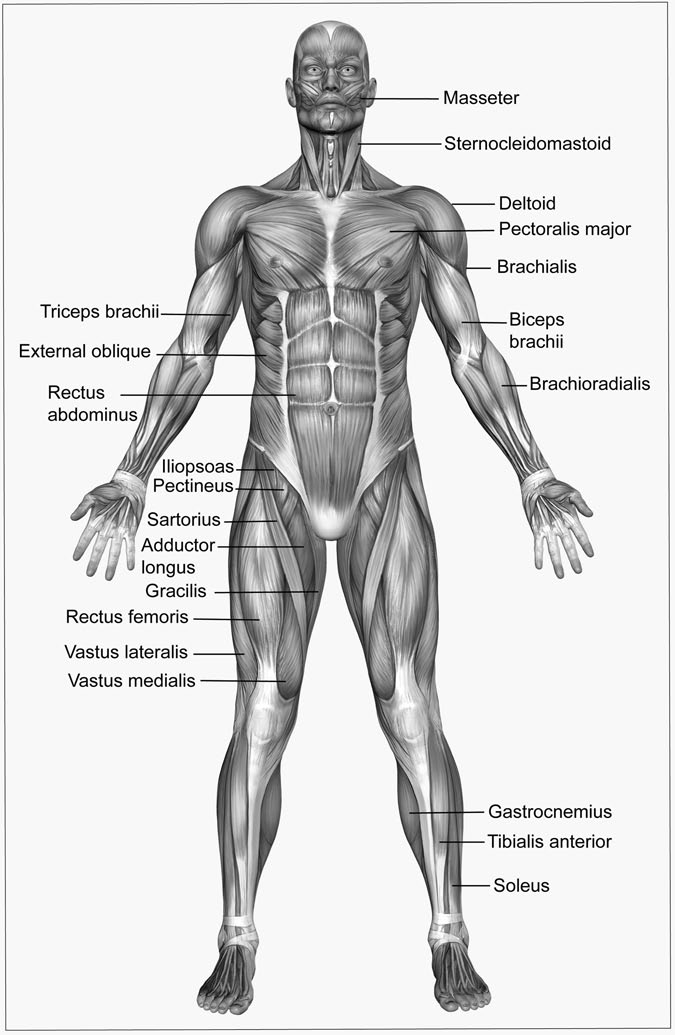 Masseter
Sternocleidomastoid
Deltoid
Pectoralis major
Brachialis
Triceps brachii
Biceps
brachii
External oblique
Brachioradialis
Rectus
abdominus
Iliopsoas
Pectineus
Sartorius
Adductor
longus
Gracilis
Rectus femoris
Vastus lateralis
Vastus medialis
Gastrocnemius
Tibialis anterior
Soleus